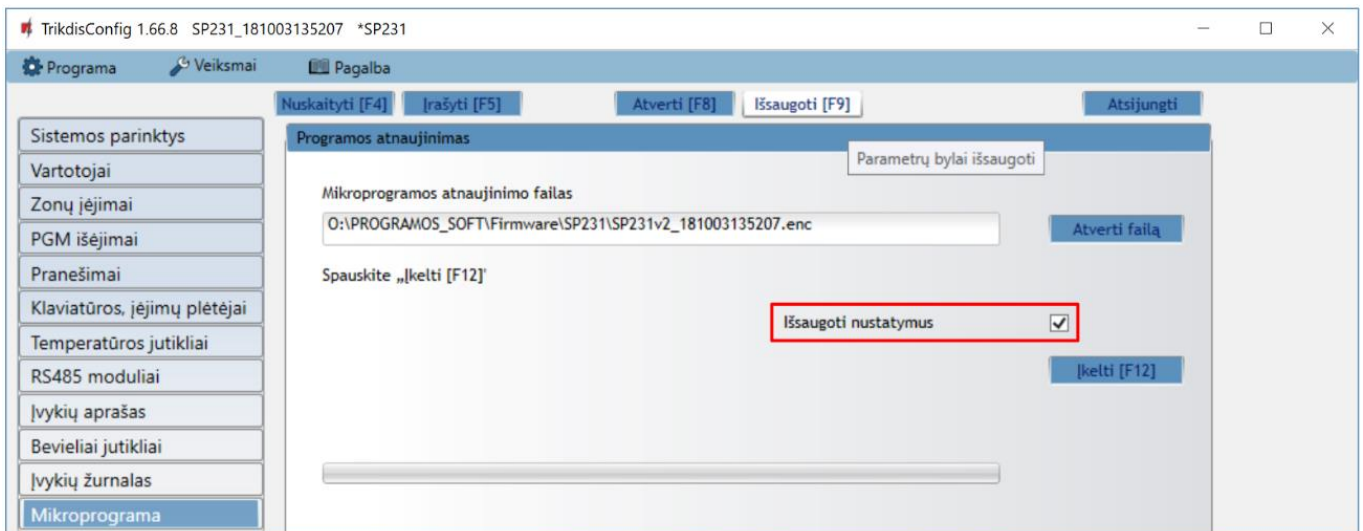 TrikdisConfig 1.66.8 SP231_181003135207 *SP231
Programa Veiksmai Pagalba
Nuskaityti [F4] Įrašyti [F5] Atverti [F8] Išsaugoti [F9] Atsijungti
Sistemos parinktys
Vartotojai
Zonų įėjimai
PGM išėjimai
Pranešimai
Klaviatūros, įėjimų plėtėjai
Temperatūros jutikliai
RS485 moduliai
Įvykių aprašas
Bevieliai jutikliai
Įvykių žurnalas
Mikroprograma
Programos atnaujinimas
Parametrų bylai išsaugoti
Mikroprogramos atnaujinimo failas
O:\PROGRAMOS_SOFT\Firmware\SP231\SP231v2_181003135207.enc
Atverti failą
Spauskite „Įkelti [F12]'
Išsaugoti nustatymus
Įkelti [F12]